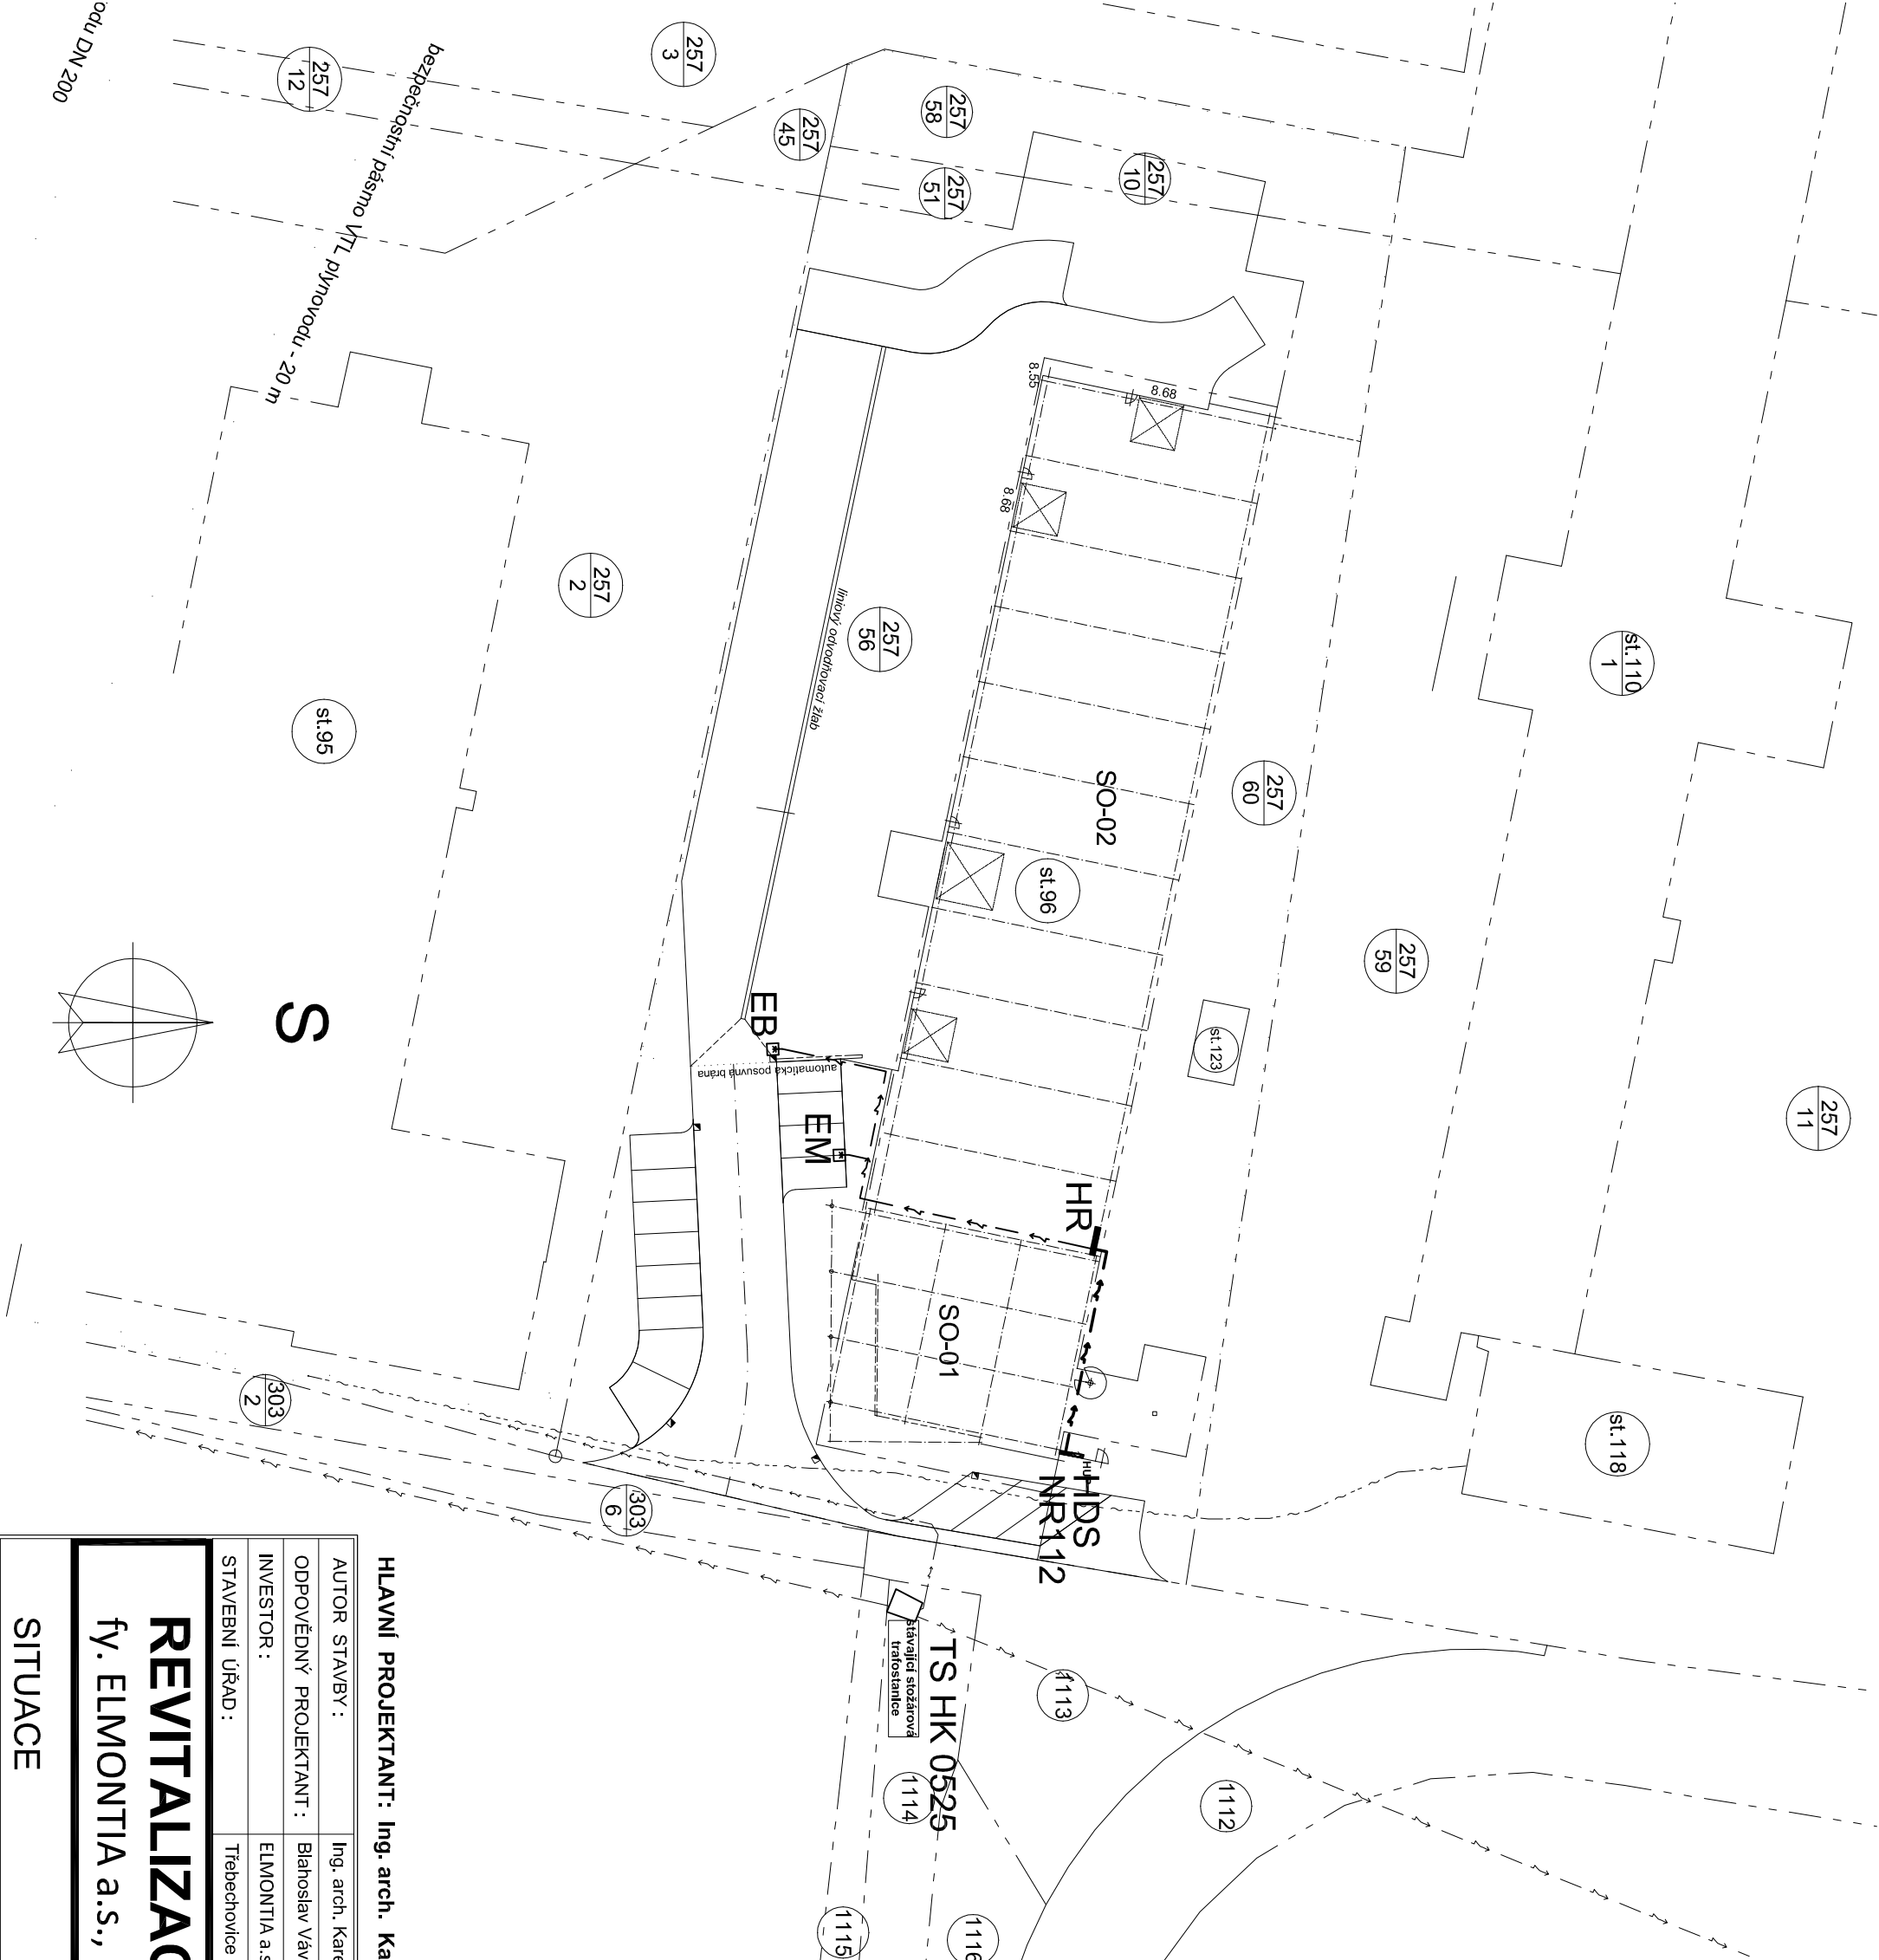 odu DN 200
bezpečnostní pásmo VTL plynovodu - 20 m
257
12
257
3
257
45
257
58
257
51
257
10
8.55
8.68
8.68
257
2
257
56
liniový odvodňovací žlab
st.110
1
st.95
SO-02
257
60
st.96
257
59
st.123
257
11
S
EB
automatická posuvná brána
EM
HR
SO-01
303
2
303
6
st.118
HDS
NR112
TS HK 0525
stávající stožárová
trafostanice
1113
1114
1112
1115
1116
HLAVNÍ PROJEKTANT: Ing. arch. Ka
AUTOR STAVBY: Ing. arch. Kare
ODPOVĚDNÝ PROJEKTANT: Blahoslav Váv
INVESTOR: ELMONTIA a.s
STAVEBNÍ ÚŘAD: Třebechovice
REVITALIZAC
fy. ELMONTIA a.s.,
SITUACE